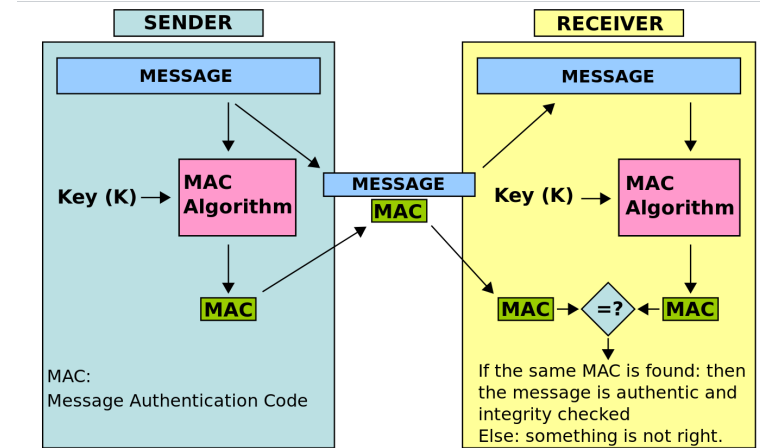 SENDER
MESSAGE
Key (K)
MAC
Algorithm
MAC
MAC:
Message Authentication Code
MESSAGE
MAC
RECEIVER
MESSAGE
Key (K)
MAC
Algorithm
MAC
=?
MAC
If the same MAC is found: then
the message is authentic and
integrity checked
Else: something is not right.